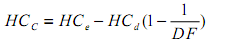 HC_C = HC_e − HC_d(1 − 1/DF)